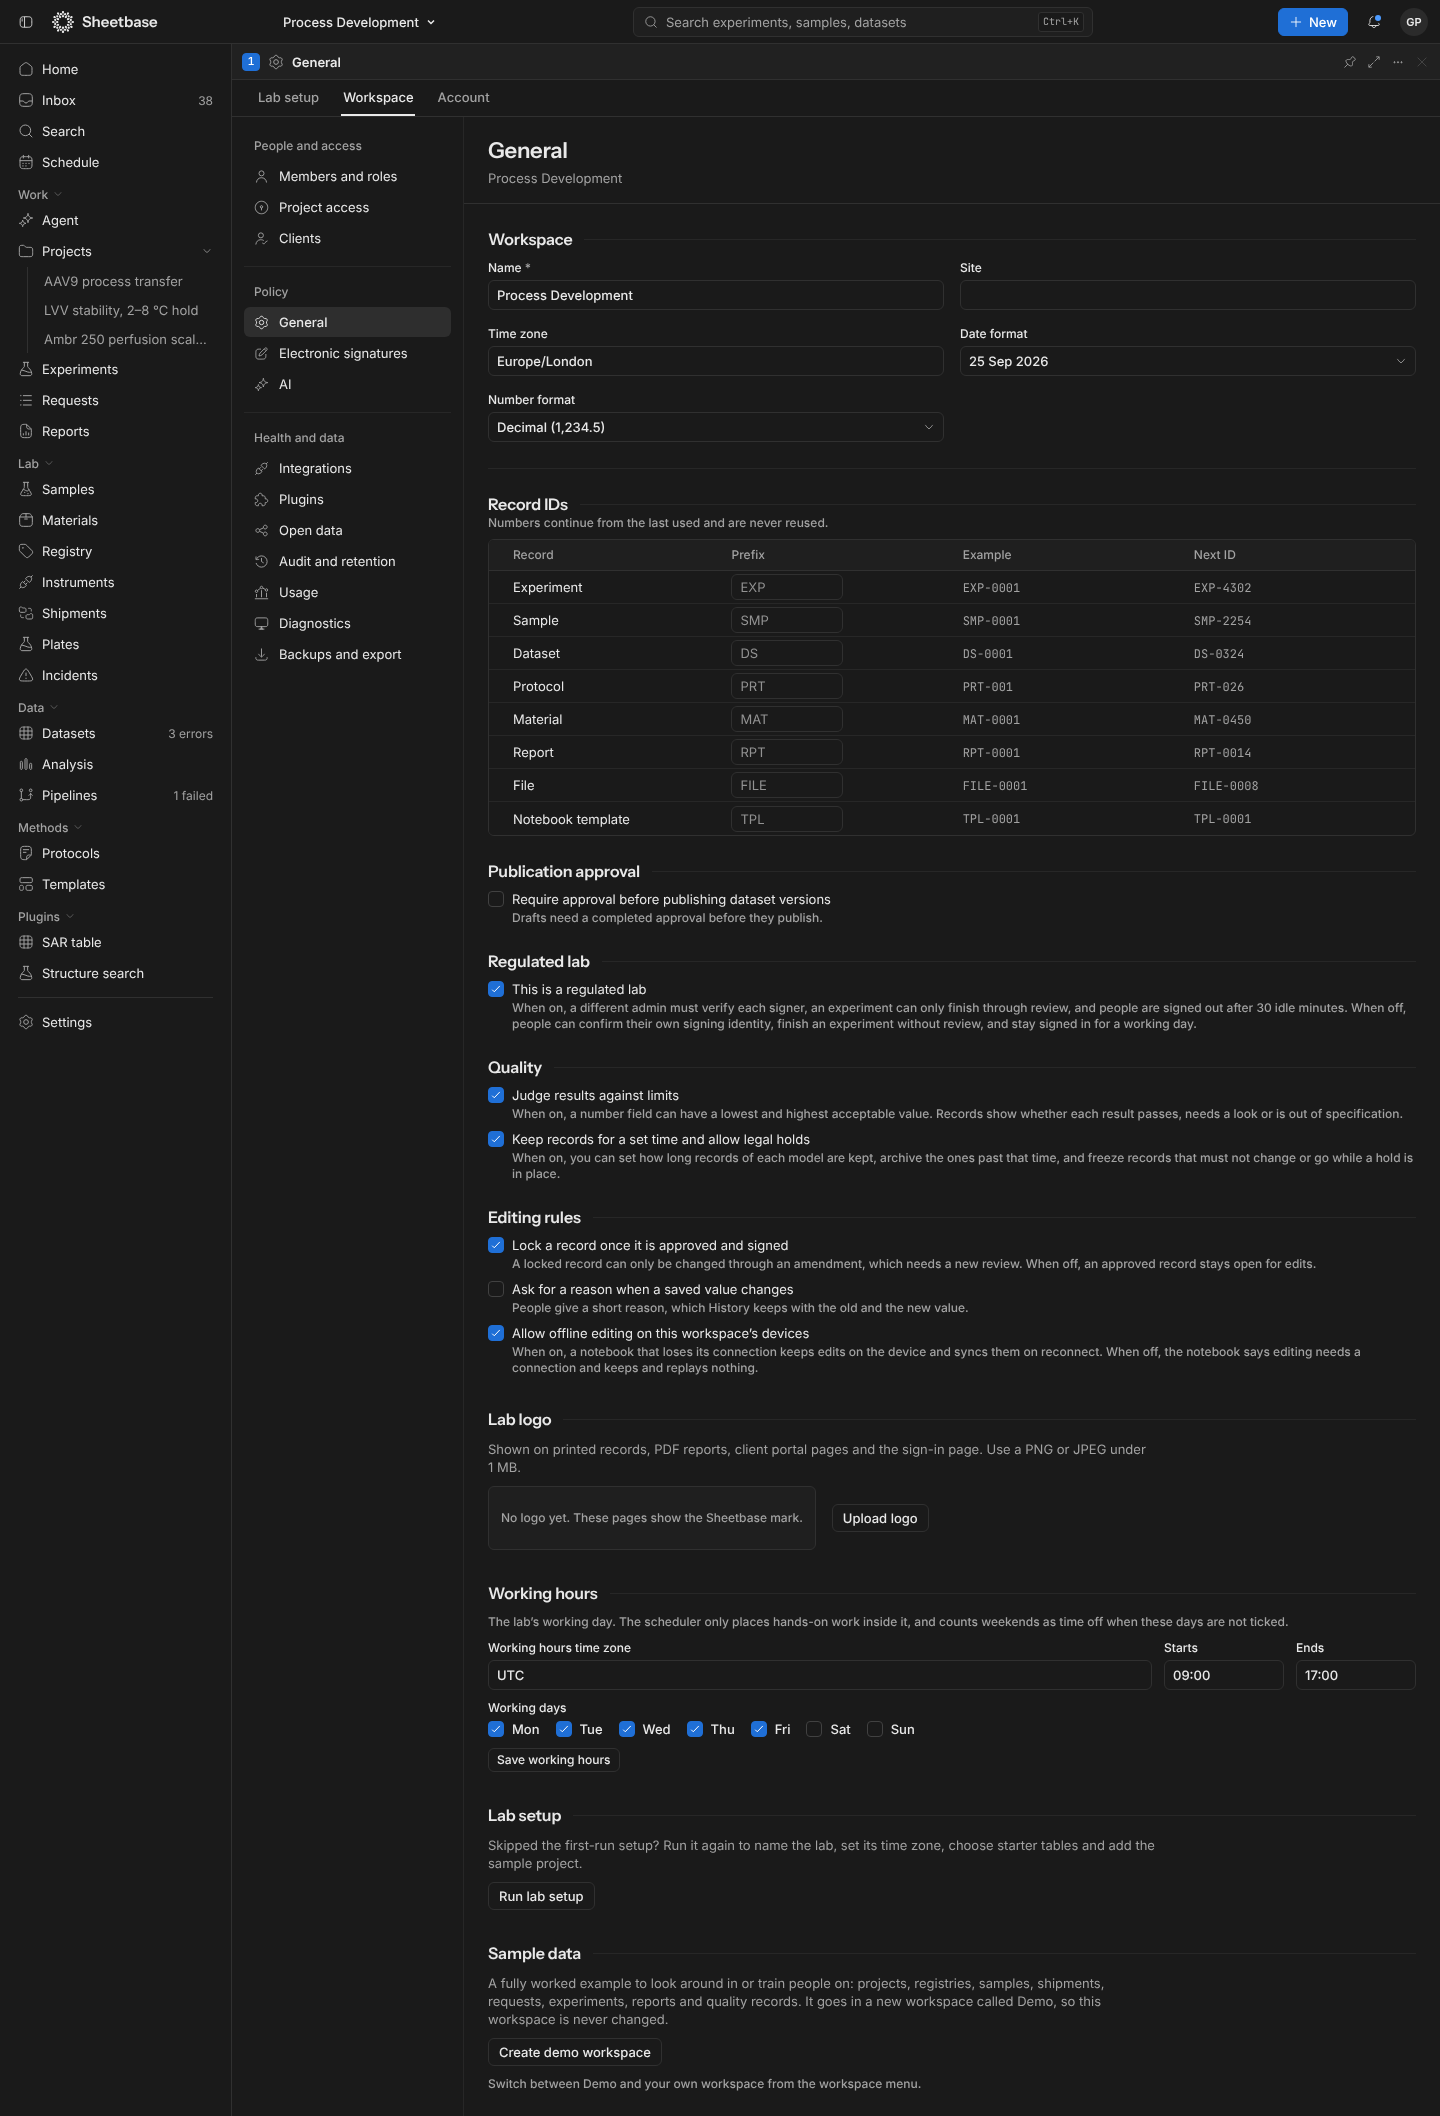 Sheetbase
Process Development
Search experiments, samples, datasets
Ctrl+K
New
GP
Home
Inbox 38
Search
Schedule
Work
Agent
Projects
AAV9 process transfer
LVV stability, 2–8 °C hold
Ambr 250 perfusion scal...
Experiments
Requests
Reports
Lab
Samples
Materials
Registry
Instruments
Shipments
Plates
Incidents
Data
Datasets 3 errors
Analysis
Pipelines 1 failed
Methods
Protocols
Templates
Plugins
SAR table
Structure search
Settings
1 General
Lab setup Workspace Account
People and access
Members and roles
Project access
Clients
Policy
General
Electronic signatures
AI
Health and data
Integrations
Plugins
Open data
Audit and retention
Usage
Diagnostics
Backups and export
General
Process Development
Workspace
Name * Site
Process Development
Time zone Date format
Europe/London 25 Sep 2026
Number format
Decimal (1,234.5)
Record IDs
Numbers continue from the last used and are never reused.
Record Prefix Example Next ID
Experiment EXP EXP-0001 EXP-4302
Sample SMP SMP-0001 SMP-2254
Dataset DS DS-0001 DS-0324
Protocol PRT PRT-001 PRT-026
Material MAT MAT-0001 MAT-0450
Report RPT RPT-0001 RPT-0014
File FILE FILE-0001 FILE-0008
Notebook template TPL TPL-0001 TPL-0001
Publication approval
Require approval before publishing dataset versions
Drafts need a completed approval before they publish.
Regulated lab
This is a regulated lab
When on, a different admin must verify each signer, an experiment can only finish through review, and people are signed out after 30 idle minutes. When off,
people can confirm their own signing identity, finish an experiment without review, and stay signed in for a working day.
Quality
Judge results against limits
When on, a number field can have a lowest and highest acceptable value. Records show whether each result passes, needs a look or is out of specification.
Keep records for a set time and allow legal holds
When on, you can set how long records of each model are kept, archive the ones past that time, and freeze records that must not change or go while a hold is
in place.
Editing rules
Lock a record once it is approved and signed
A locked record can only be changed through an amendment, which needs a new review. When off, an approved record stays open for edits.
Ask for a reason when a saved value changes
People give a short reason, which History keeps with the old and the new value.
Allow offline editing on this workspace's devices
When on, a notebook that loses its connection keeps edits on the device and syncs them on reconnect. When off, the notebook says editing needs a
connection and keeps and replays nothing.
Lab logo
Shown on printed records, PDF reports, client portal pages and the sign-in page. Use a PNG or JPEG under
1 MB.
No logo yet. These pages show the Sheetbase mark.
Upload logo
Working hours
The lab's working day. The scheduler only places hands-on work inside it, and counts weekends as time off when these days are not ticked.
Working hours time zone Starts Ends
UTC 09:00 17:00
Working days
Mon Tue Wed Thu Fri Sat Sun
Save working hours
Lab setup
Skipped the first-run setup? Run it again to name the lab, set its time zone, choose starter tables and add the
sample project.
Run lab setup
Sample data
A fully worked example to look around in or train people on: projects, registries, samples, shipments,
requests, experiments, reports and quality records. It goes in a new workspace called Demo, so this
workspace is never changed.
Create demo workspace
Switch between Demo and your own workspace from the workspace menu.